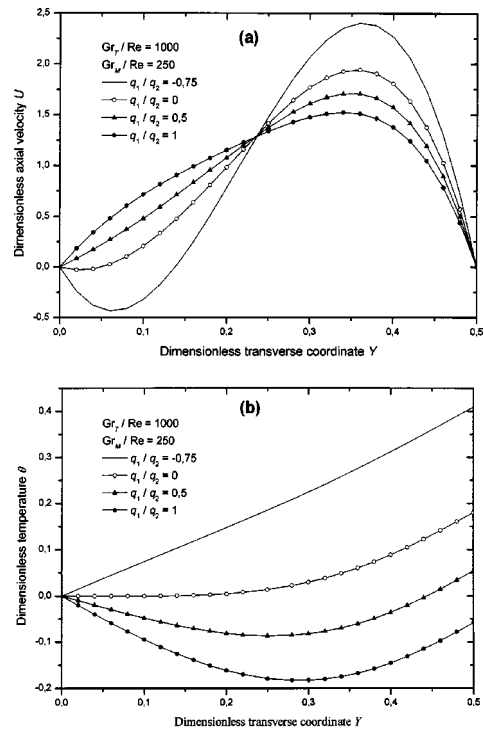 (a)
Gr_T / Re = 1000
Gr_M / Re = 250
q_1 / q_2 = -0,75
q_1 / q_2 = 0
q_1 / q_2 = 0,5
q_1 / q_2 = 1
Dimensionless axial velocity U
2,5
2,0
1,5
1,0
0,5
0,0
-0,5
0,0 0,1 0,2 0,3 0,4 0,5
Dimensionless transverse coordinate Y
(b)
Gr_T / Re = 1000
Gr_M / Re = 250
q_1 / q_2 = -0,75
q_1 / q_2 = 0
q_1 / q_2 = 0,5
q_1 / q_2 = 1
Dimensionless temperature θ
0,4
0,3
0,2
0,1
0,0
-0,1
-0,2
0,0 0,1 0,2 0,3 0,4 0,5
Dimensionless transverse coordinate Y